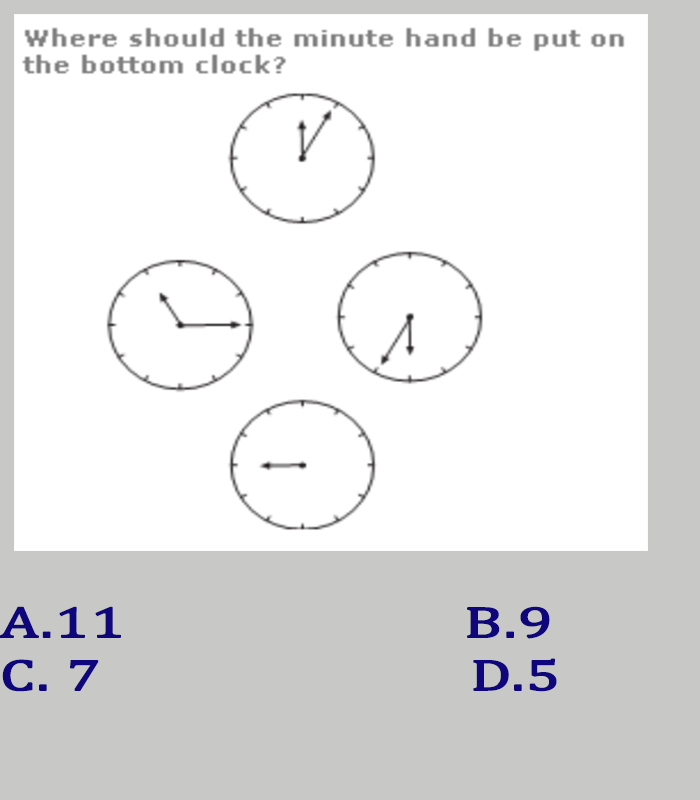 Where should the minute hand be put on
the bottom clock?
A.11 B.9
C. 7 D.5